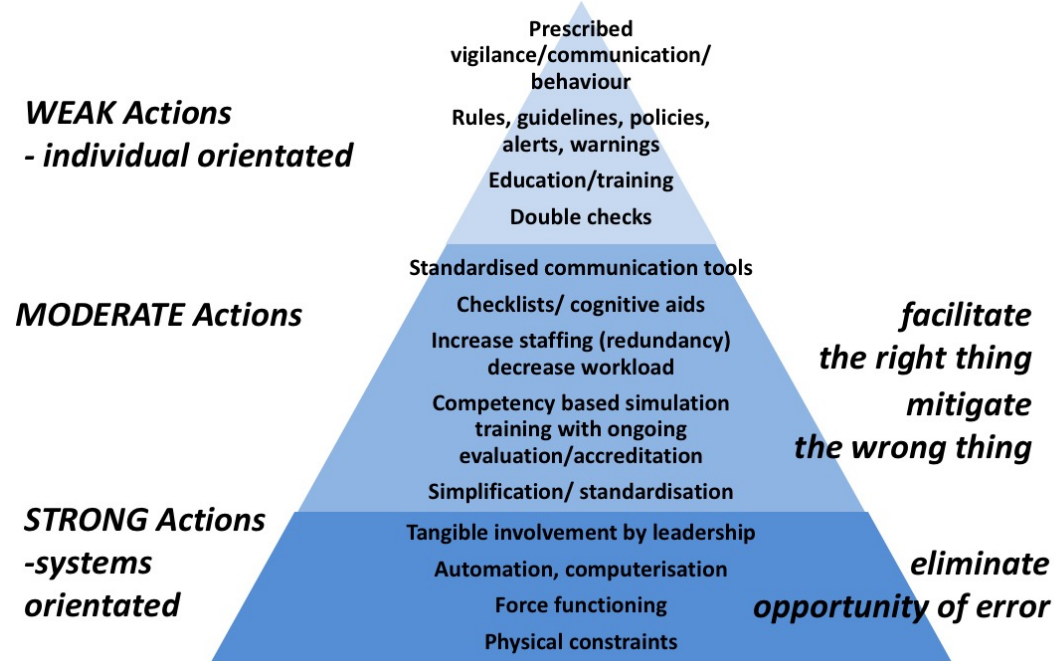 Prescribed
vigilance/communication/
behaviour
WEAK Actions
- individual orientated
Rules, guidelines, policies,
alerts, warnings
Education/training
Double checks
Standardised communication tools
MODERATE Actions
Checklists/ cognitive aids
Increase staffing (redundancy)
decrease workload
Competency based simulation
training with ongoing
evaluation/accreditation
Simplification/ standardisation
facilitate
the right thing
mitigate
the wrong thing
STRONG Actions
-systems
orientated
Tangible involvement by leadership
Automation, computerisation
Force functioning
Physical constraints
eliminate
opportunity of error